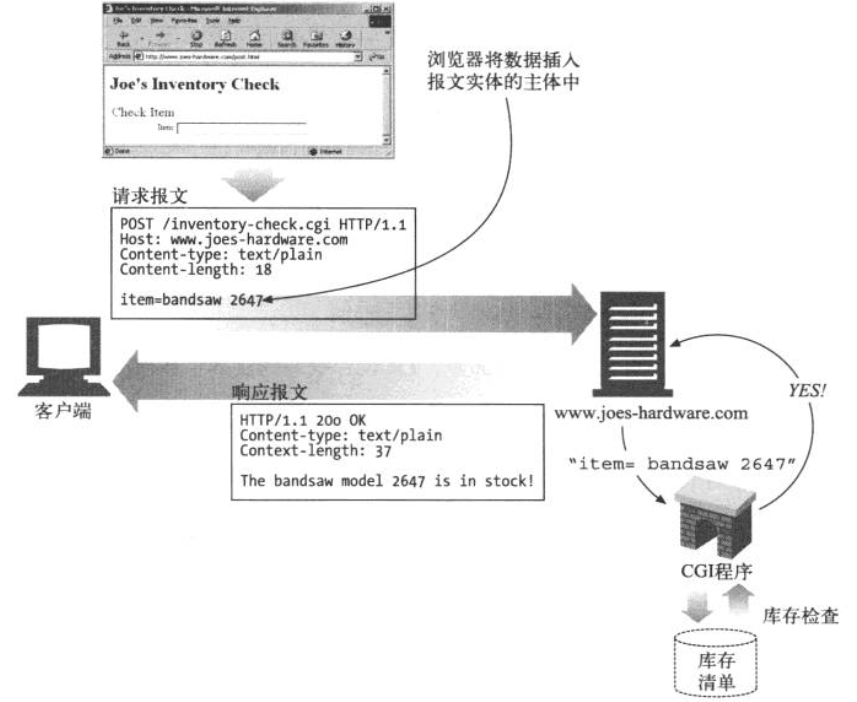 Joe's Inventory Check - Microsoft Internet Explorer
File Edit View Favorites Tools Help
Back Forward Stop Refresh Home Search Favorites History
Address http://www.joes-hardware.com/post.html
Joe's Inventory Check
Check Item
Item
Done Internet
浏览器将数据插入
报文实体的主体中
请求报文
POST /inventory-check.cgi HTTP/1.1
Host: www.joes-hardware.com
Content-type: text/plain
Content-length: 18
item=bandsaw 2647
客户端
响应报文
HTTP/1.1 20o OK
Content-type: text/plain
Context-length: 37
The bandsaw model 2647 is in stock!
www.joes-hardware.com
YES!
“item= bandsaw 2647”
CGI程序
库存检查
库存
清单